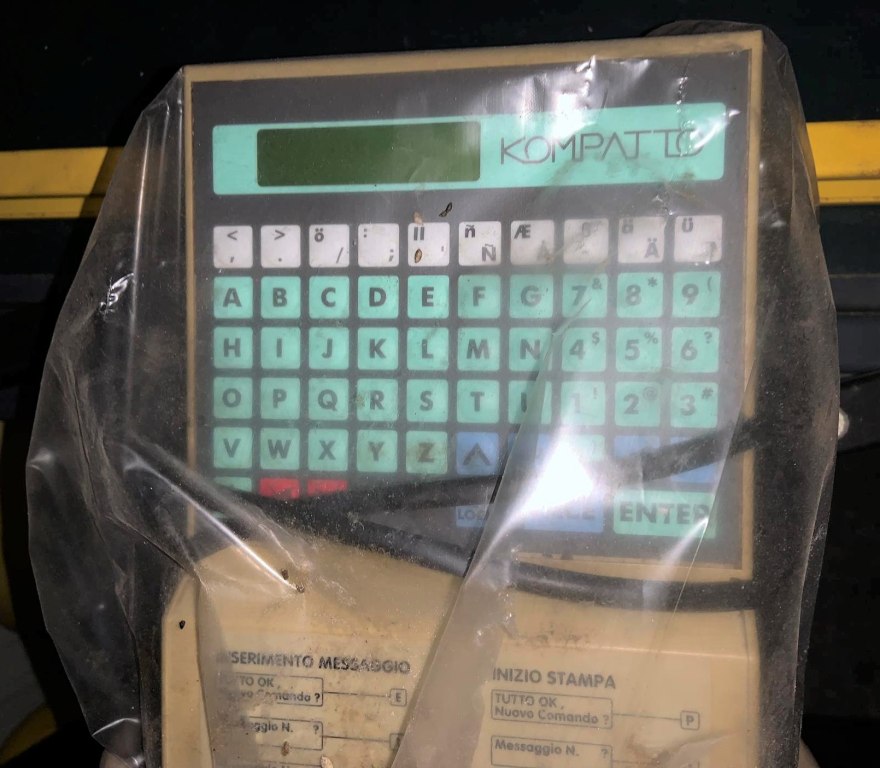 KOMPATTO
< > ö : II ñ Æ ü
, . / ; ' Ñ Ä
A B C D E F G 7 & 8 * 9 (
H I J K L M N 4 $ 5 % 6 ?
O P Q R S T 1 ! 2 @ 3 #
V W X Y Z
ENTER
INSERIMENTO MESSAGGIO
INIZIO STAMPA
TUTTO OK,
Nuovo Comando ? E
TUTTO OK,
Nuovo Comando ? P
N. ?
Messaggio N. ?